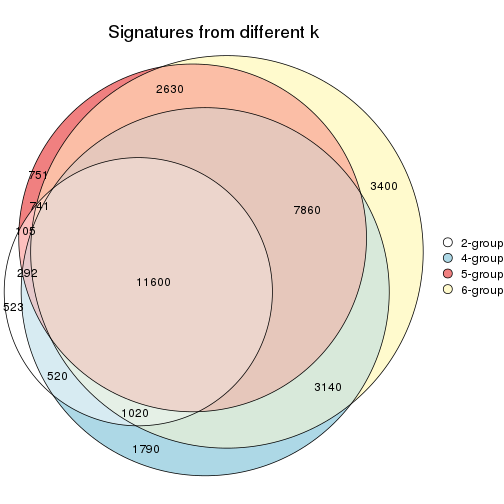 Signatures from different k
2630
751
3400
741
7860
105
292
11600
523
520
3140
1020
1790
2-group
4-group
5-group
6-group